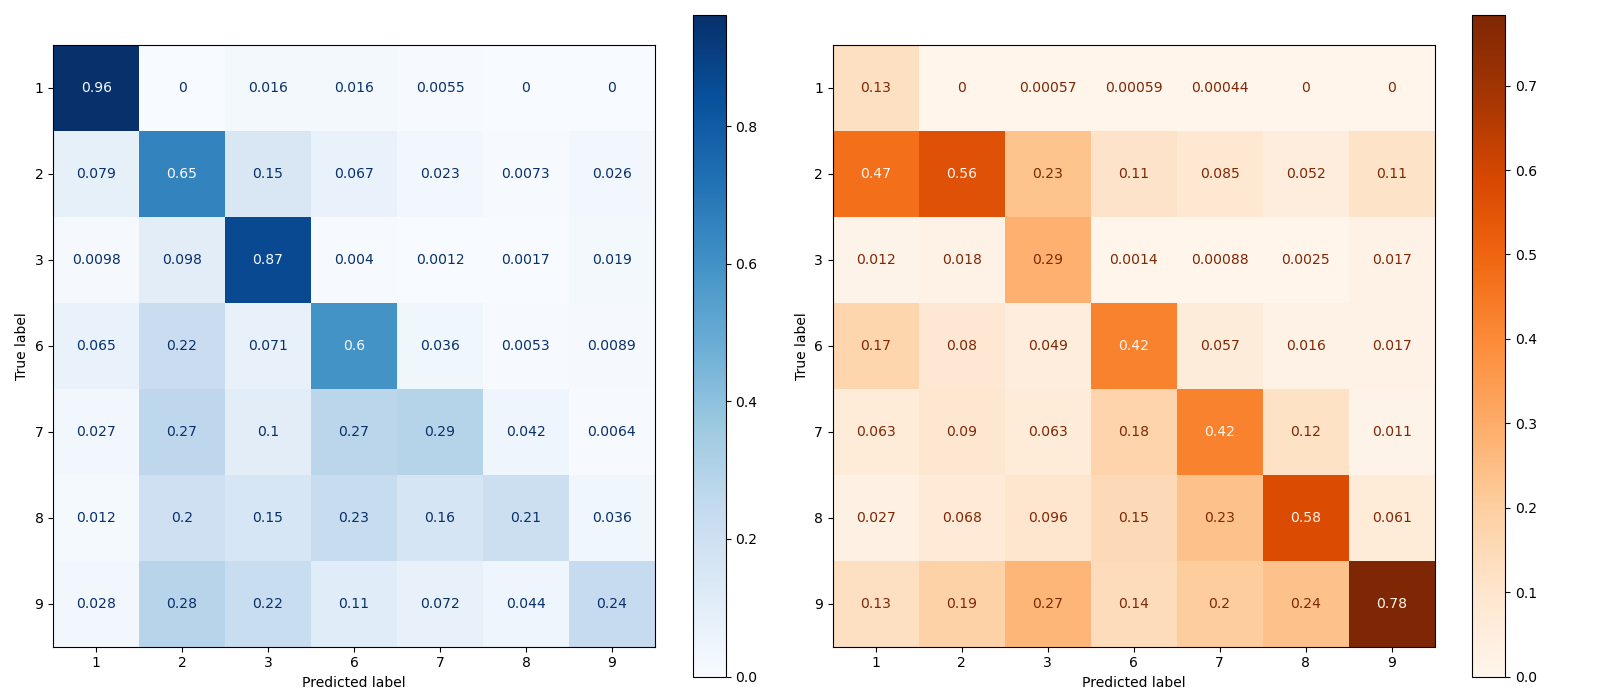 1 0.96 0 0.016 0.016 0.0055 0 0
2 0.079 0.65 0.15 0.067 0.023 0.0073 0.026
3 0.0098 0.098 0.87 0.004 0.0012 0.0017 0.019
6 0.065 0.22 0.071 0.6 0.036 0.0053 0.0089
7 0.027 0.27 0.1 0.27 0.29 0.042 0.0064
8 0.012 0.2 0.15 0.23 0.16 0.21 0.036
9 0.028 0.28 0.22 0.11 0.072 0.044 0.24
1 2 3 6 7 8 9
Predicted label
True label
0.8
0.6
0.4
0.2
0.0
1 0.13 0 0.00057 0.00059 0.00044 0 0
2 0.47 0.56 0.23 0.11 0.085 0.052 0.11
3 0.012 0.018 0.29 0.0014 0.00088 0.0025 0.017
6 0.17 0.08 0.049 0.42 0.057 0.016 0.017
7 0.063 0.09 0.063 0.18 0.42 0.12 0.011
8 0.027 0.068 0.096 0.15 0.23 0.58 0.061
9 0.13 0.19 0.27 0.14 0.2 0.24 0.78
1 2 3 6 7 8 9
Predicted label
True label
0.7
0.6
0.5
0.4
0.3
0.2
0.1
0.0